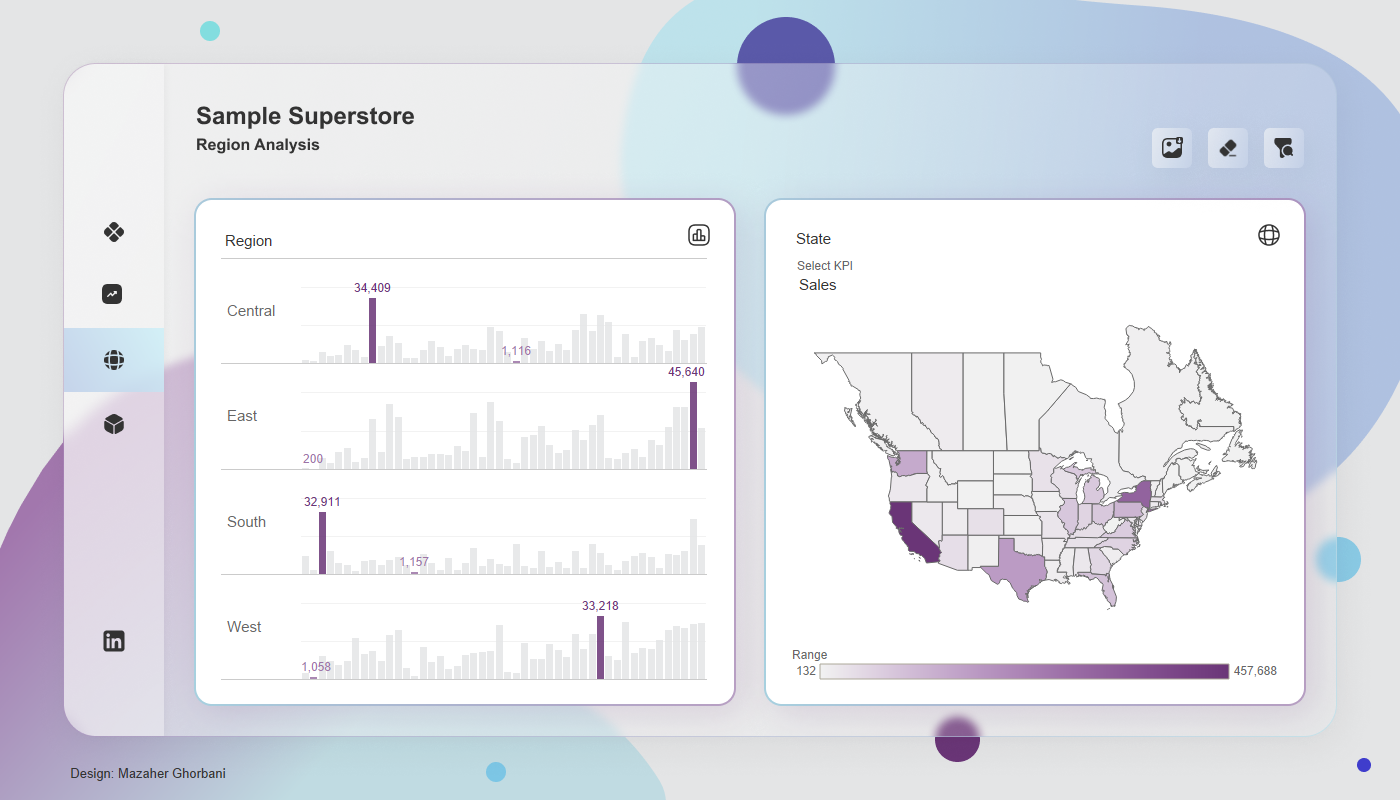 Sample Superstore
Region Analysis
Region
Central
34,409
1,116
East
45,640
200
South
32,911
1,157
West
33,218
1,058
State
Select KPI
Sales
Range
132
457,688
in
Design: Mazaher Ghorbani